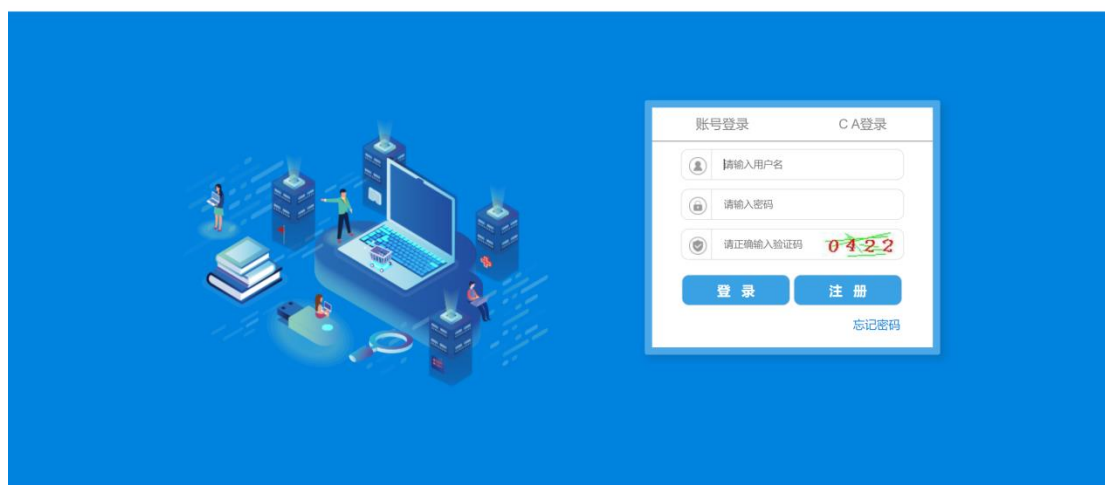 账号登录 C A登录
请输入用户名
请输入密码
请正确输入验证码 0422
登 录 注 册
忘记密码